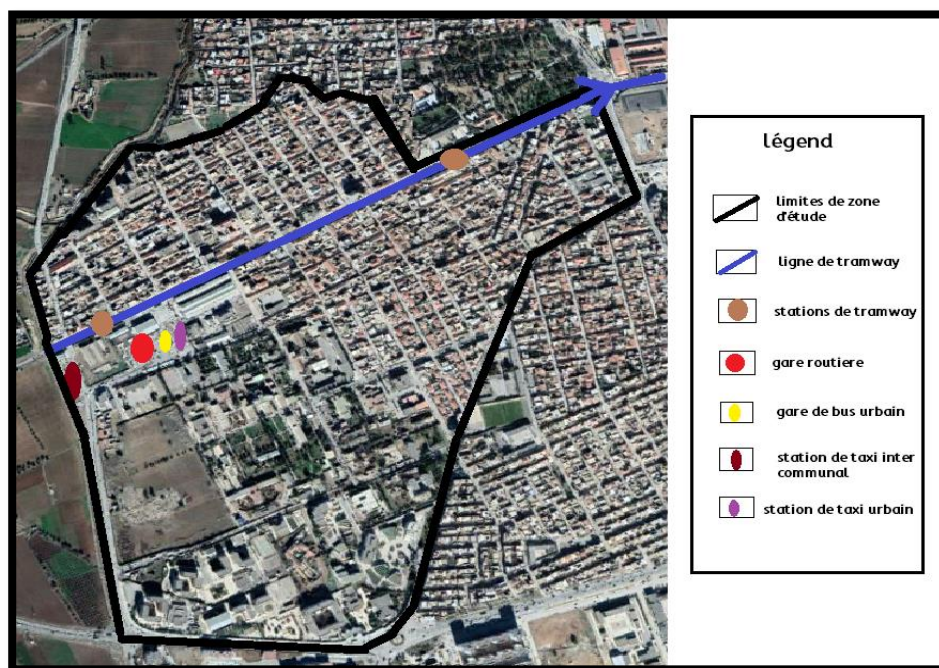 légend
limites de zone
d'étude
ligne de tramway
stations de tramway
gare routiere
gare de bus urbain
station de taxi inter
communal
station de taxi urbain